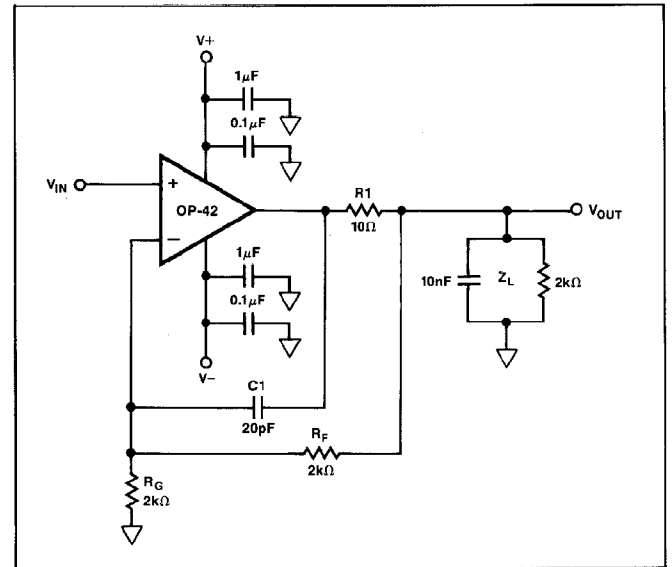 V+
1µF
0.1µF
VIN
+
OP-42
−
R1
10Ω
VOUT
1µF
0.1µF
10nF
ZL
2kΩ
V−
C1
20pF
RF
2kΩ
RG
2kΩ